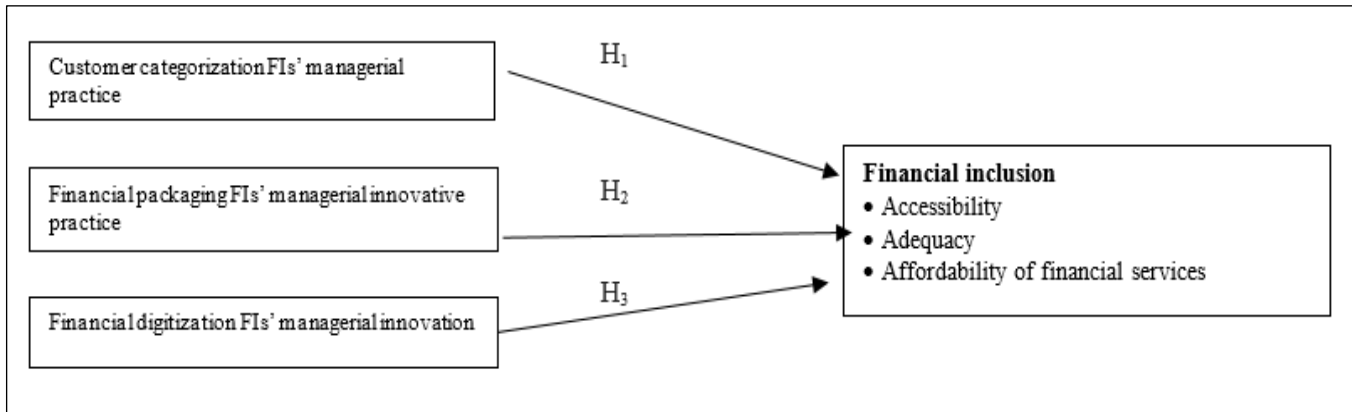 Customer categorization FIs’ managerial
practice
H₁
Financial packaging FIs’ managerial innovative
practice
H₂
Financial digitization FIs’ managerial innovation
H₃
Financial inclusion
• Accessibility
• Adequacy
• Affordability of financial services